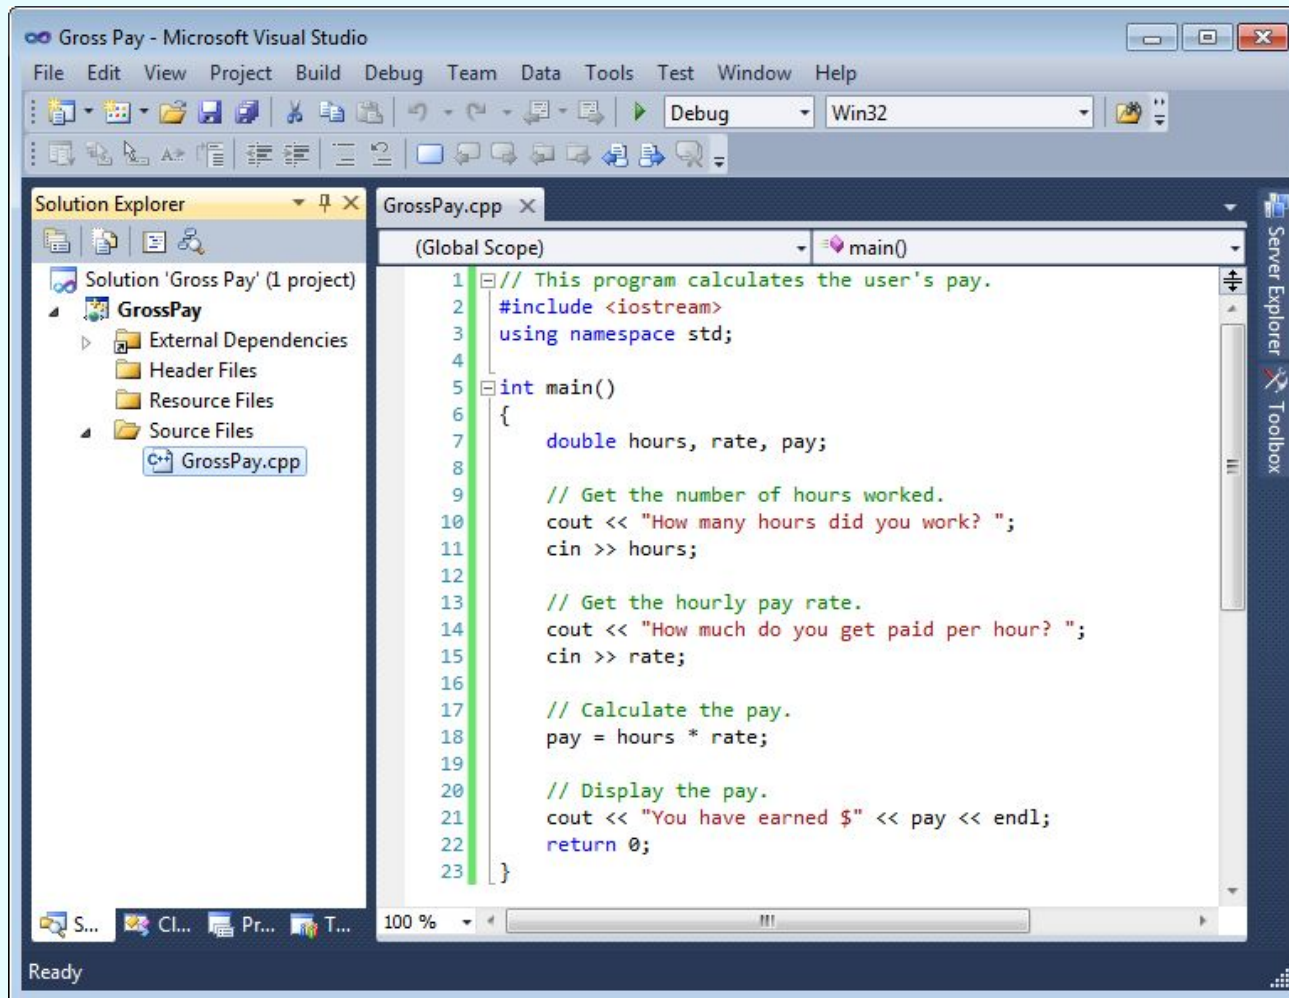 Gross Pay - Microsoft Visual Studio
File Edit View Project Build Debug Team Data Tools Test Window Help
Debug Win32
Solution Explorer
GrossPay.cpp
(Global Scope) main()
Solution 'Gross Pay' (1 project)
GrossPay
External Dependencies
Header Files
Resource Files
Source Files
C++ GrossPay.cpp
1 // This program calculates the user's pay.
2 #include <iostream>
3 using namespace std;
4
5 int main()
6 {
7 double hours, rate, pay;
8
9 // Get the number of hours worked.
10 cout << "How many hours did you work? ";
11 cin >> hours;
12
13 // Get the hourly pay rate.
14 cout << "How much do you get paid per hour? ";
15 cin >> rate;
16
17 // Calculate the pay.
18 pay = hours * rate;
19
20 // Display the pay.
21 cout << "You have earned $" << pay << endl;
22 return 0;
23 }
Server Explorer
Toolbox
S... Cl... Pr... T...
100 %
Ready